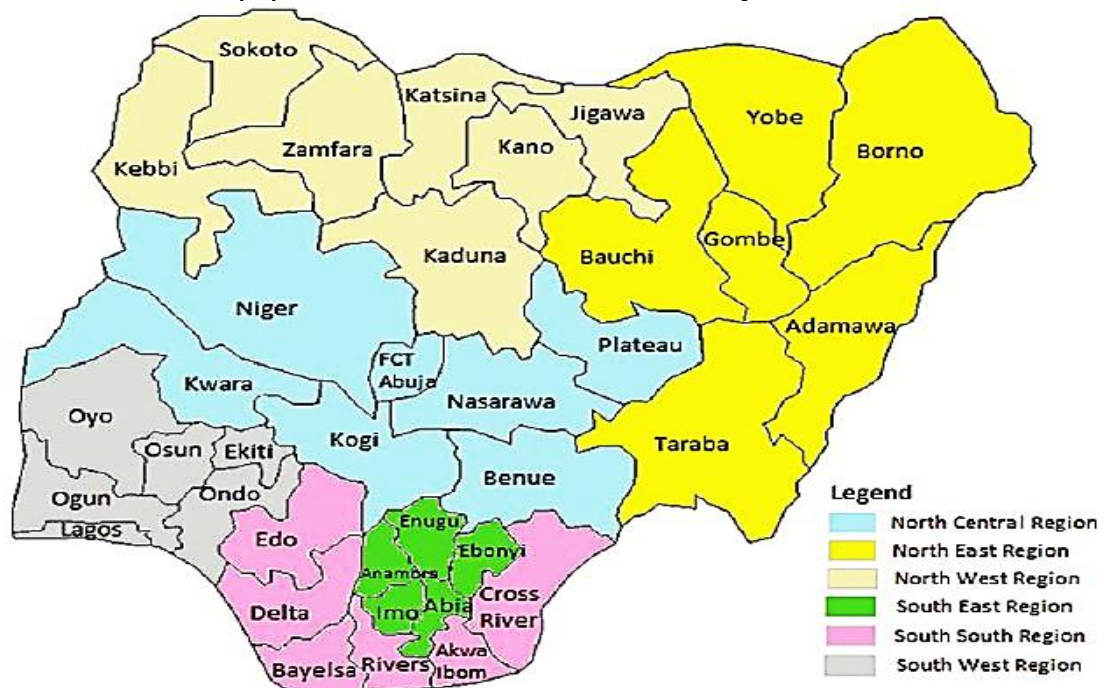 Sokoto
Katsina
Jigawa
Yobe
Borno
Kano
Zamfara
Kebbi
Gombe
Bauchi
Kaduna
Niger
Adamawa
Plateau
FCT
Abuja
Kwara
Nasarawa
Oyo
Kogi
Taraba
Osun
Ekiti
Benue
Ogun
Ondo
Lagos
Enugu
Edo
Ebonyi
Anambra
Cross
River
Imo
Abia
Delta
Akwa
Ibom
Bayelsa
Rivers
Legend
North Central Region
North East Region
North West Region
South East Region
South South Region
South West Region